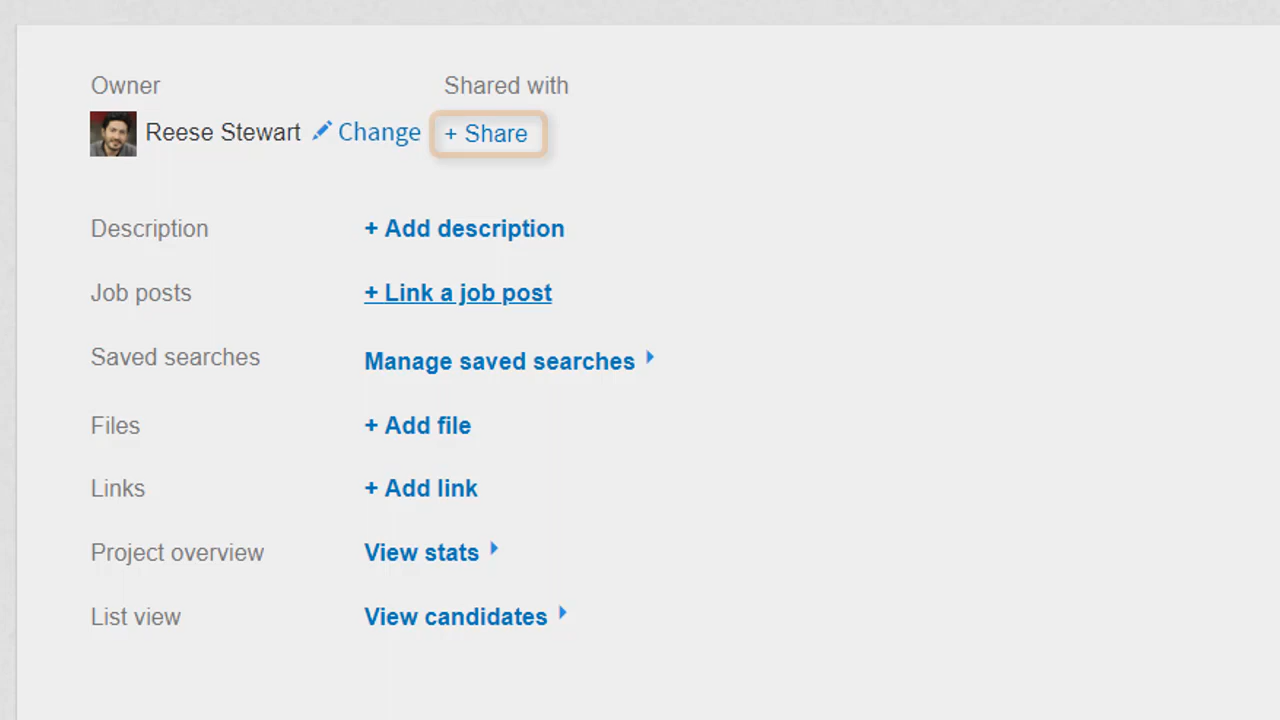 Owner Shared with
Reese Stewart Change + Share
Description + Add description
Job posts + Link a job post
Saved searches Manage saved searches
Files + Add file
Links + Add link
Project overview View stats
List view View candidates